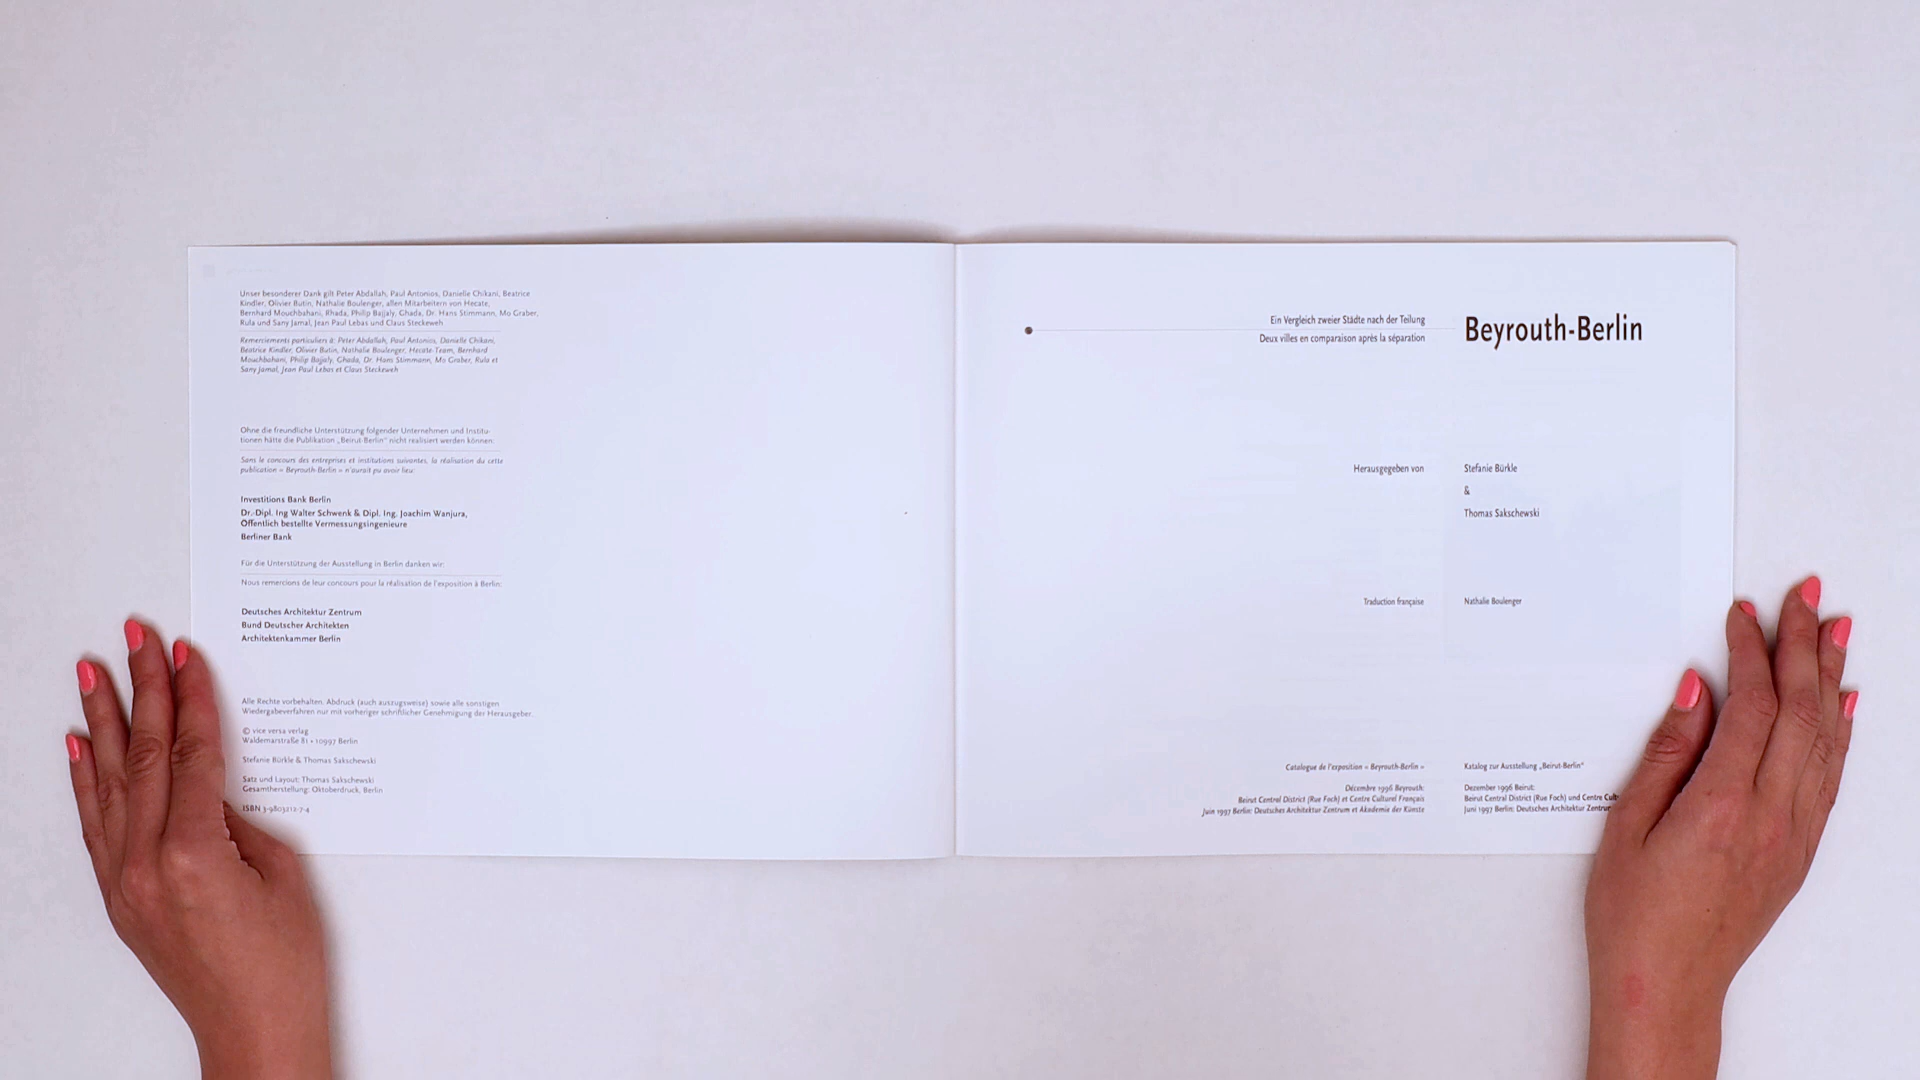 Unser besonderer Dank gilt Peter Abdallah, Paul Antonios, Danielle Chikani, Beatrice
Kindler, Olivier Butin, Nathalie Boulenger, allen Mitarbeitern von Hecate,
Bernhard Mouchbahani, Rhada, Philip Bajjaly, Ghada, Dr. Hans Stimmann, Mo Graber,
Rula und Sany Jamal, Jean Paul Lebas und Claus Steckeweh
Remerciements particuliers à: Peter Abdallah, Paul Antonios, Danielle Chikani,
Beatrice Kindler, Olivier Butin, Nathalie Boulenger, Hecate-Team, Bernhard
Mouchbahani, Philip Bajjaly, Ghada, Dr. Hans Stimmann, Mo Graber, Rula et
Sany Jamal, Jean Paul Lebas et Claus Steckeweh
Ohne die freundliche Unterstützung folgender Unternehmen und Institu-
tionen hätte die Publikation „Beirut-Berlin“ nicht realisiert werden können:
Sans le concours des entreprises et institutions suivantes, la réalisation du cette
publication « Beyrouth-Berlin » n'aurait pu avoir lieu:
Investitions Bank Berlin
Dr.-Dipl. Ing Walter Schwenk & Dipl. Ing. Joachim Wanjura,
Öffentlich bestellte Vermessungsingenieure
Berliner Bank
Für die Unterstützung der Ausstellung in Berlin danken wir:
Nous remercions de leur concours pour la réalisation de l'exposition à Berlin:
Deutsches Architektur Zentrum
Bund Deutscher Architekten
Architektenkammer Berlin
Alle Rechte vorbehalten. Abdruck (auch auszugsweise) sowie alle sonstigen
Wiedergabeverfahren nur mit vorheriger schriftlicher Genehmigung der Herausgeber.
© vice versa verlag
Waldemarstraße 81 • 10997 Berlin
Stefanie Bürkle & Thomas Sakschewski
Satz und Layout: Thomas Sakschewski
Gesamtherstellung: Oktoberdruck, Berlin
ISBN 3-9803212-7-4
Ein Vergleich zweier Städte nach der Teilung
Deux villes en comparaison après la séparation
Beyrouth-Berlin
Herausgegeben von
Stefanie Bürkle
&
Thomas Sakschewski
Traduction française
Nathalie Boulenger
Catalogue de l'exposition « Beyrouth-Berlin »
Décembre 1996 Beyrouth:
Beirut Central District (Rue Foch) et Centre Culturel Français
Juin 1997 Berlin: Deutsches Architektur Zentrum et Akademie der Künste
Katalog zur Ausstellung „Beirut-Berlin“
Dezember 1996 Beirut:
Beirut Central District (Rue Foch) und Centre
Juni 1997 Berlin: Deutsches Architektur